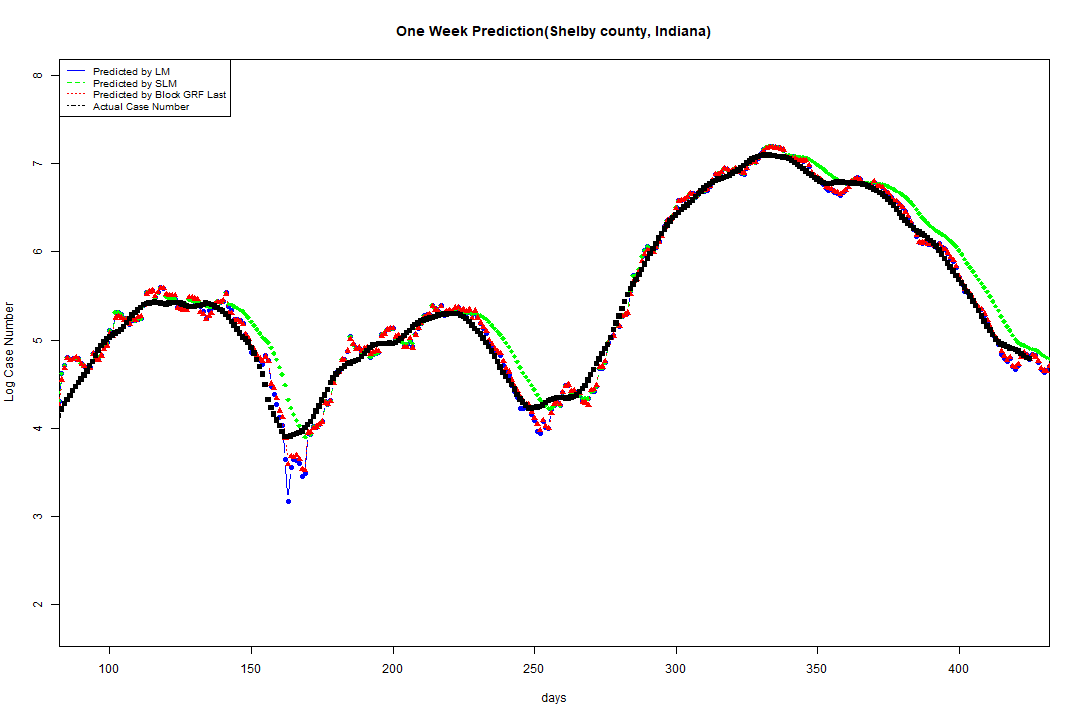 One Week Prediction(Shelby county, Indiana)
Predicted by LM
Predicted by SLM
Predicted by Block GRF Last
Actual Case Number
8
7
6
5
4
3
2
Log Case Number
100 150 200 250 300 350 400
days